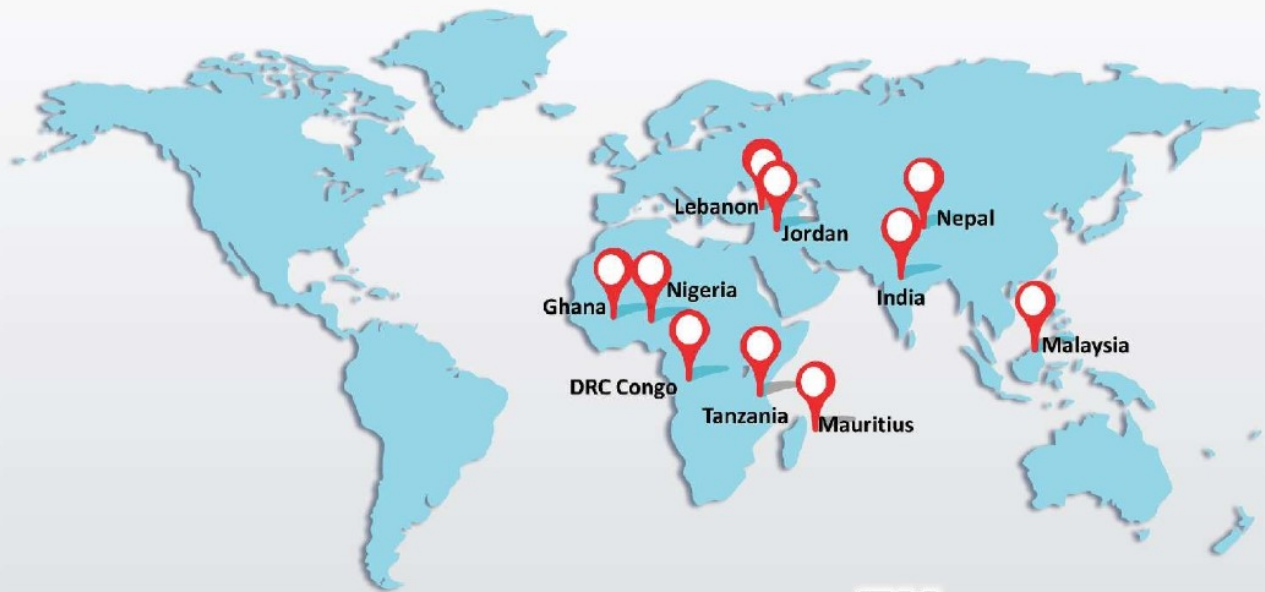 Lebanon
Jordan
Nepal
India
Ghana
Nigeria
Malaysia
DRC Congo
Tanzania
Mauritius